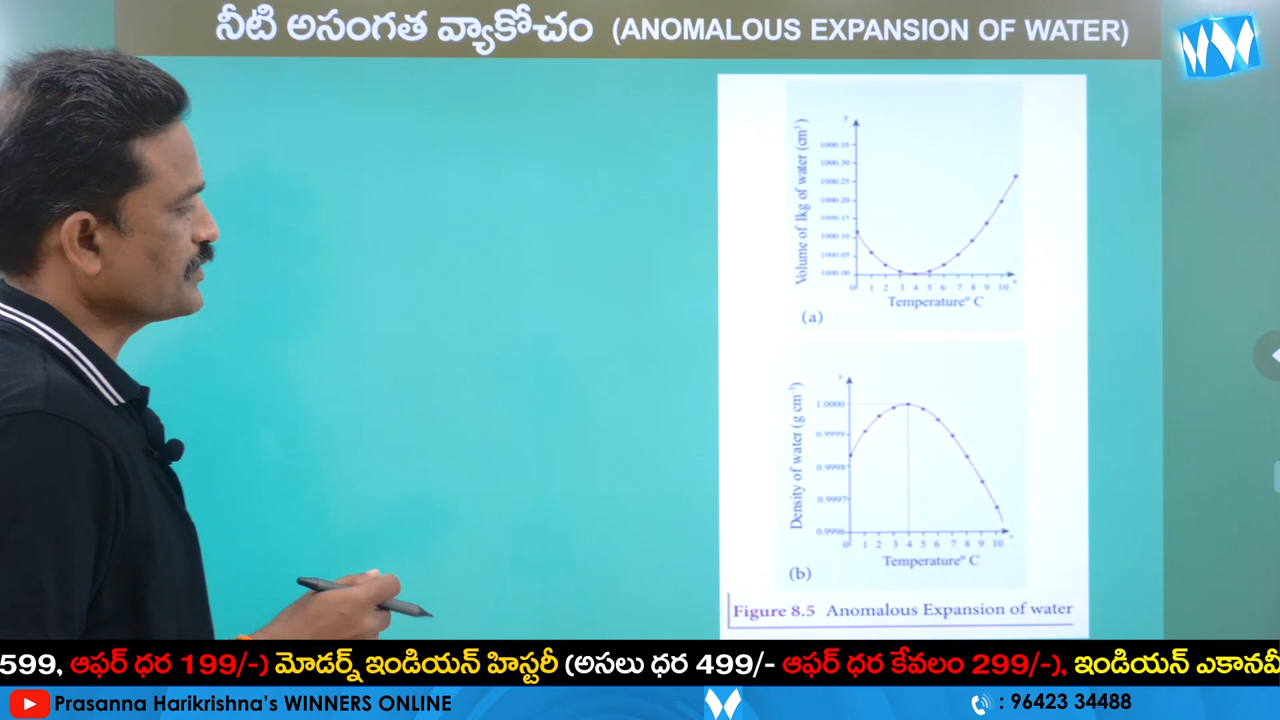 నీటి అసంగత వ్యాకోచం (ANOMALOUS EXPANSION OF WATER)
W
y
Volume of 1kg of water (cm³)
1000.35
1000.30
1000.25
1000.20
1000.15
1000.10
1000.05
1000.00
0 1 2 3 4 5 6 7 8 9 10 x
Temperature° C
(a)
y
Density of water (g cm⁻³)
1.0000
0.9999
0.9998
0.9997
0.9996
0 1 2 3 4 5 6 7 8 9 10 x
Temperature° C
(b)
Figure 8.5 Anomalous Expansion of water
599, ఆఫర్ ధర 199/-) మోడర్న్ ఇండియన్ హిస్టరీ (అసలు ధర 499/- ఆఫర్ ధర కేవలం 299/-), ఇండియన్ ఎకానమీ
Prasanna Harikrishna's WINNERS ONLINE
: 96423 34488